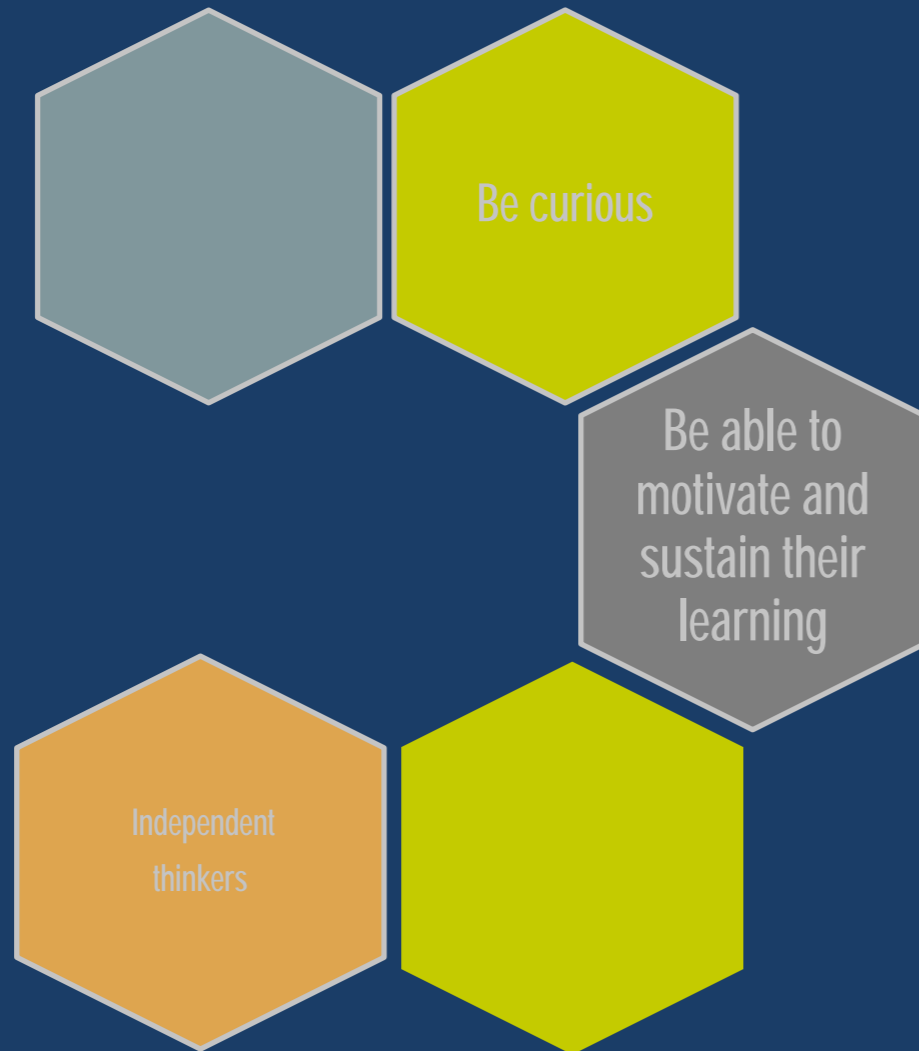 Be curious
Be able to
motivate and
sustain their
learning
Independent
thinkers